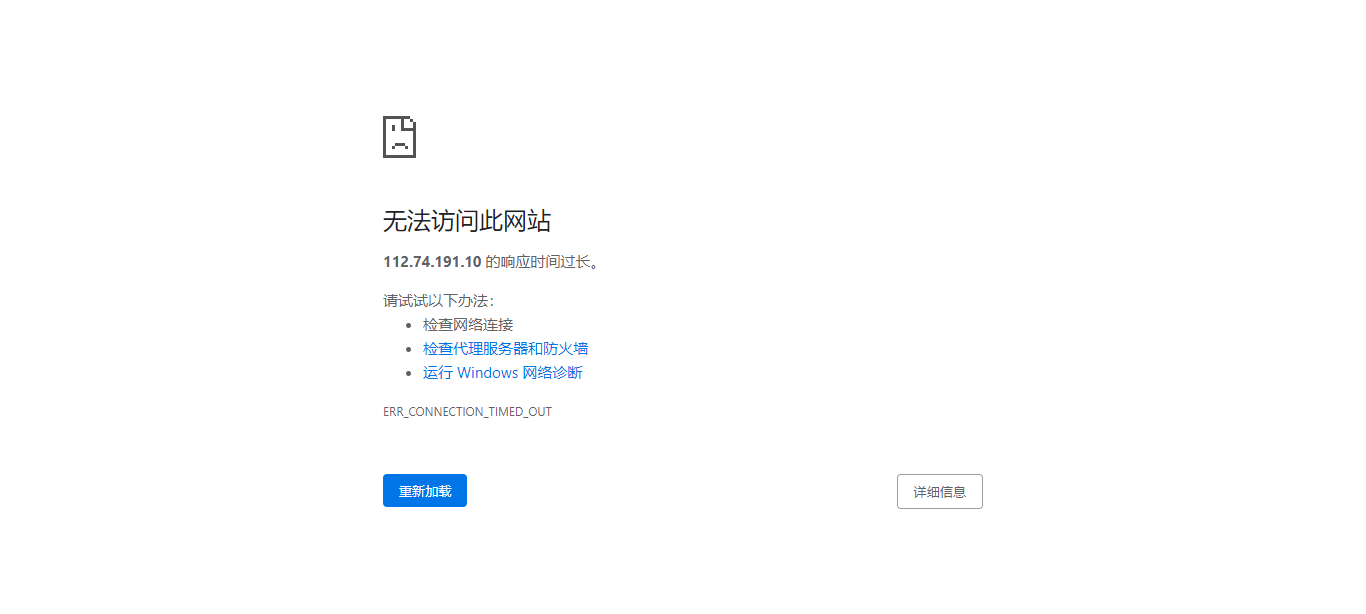 无法访问此网站
112.74.191.10 的响应时间过长。
请试试以下办法：
检查网络连接
检查代理服务器和防火墙
运行 Windows 网络诊断
ERR_CONNECTION_TIMED_OUT
重新加载
详细信息